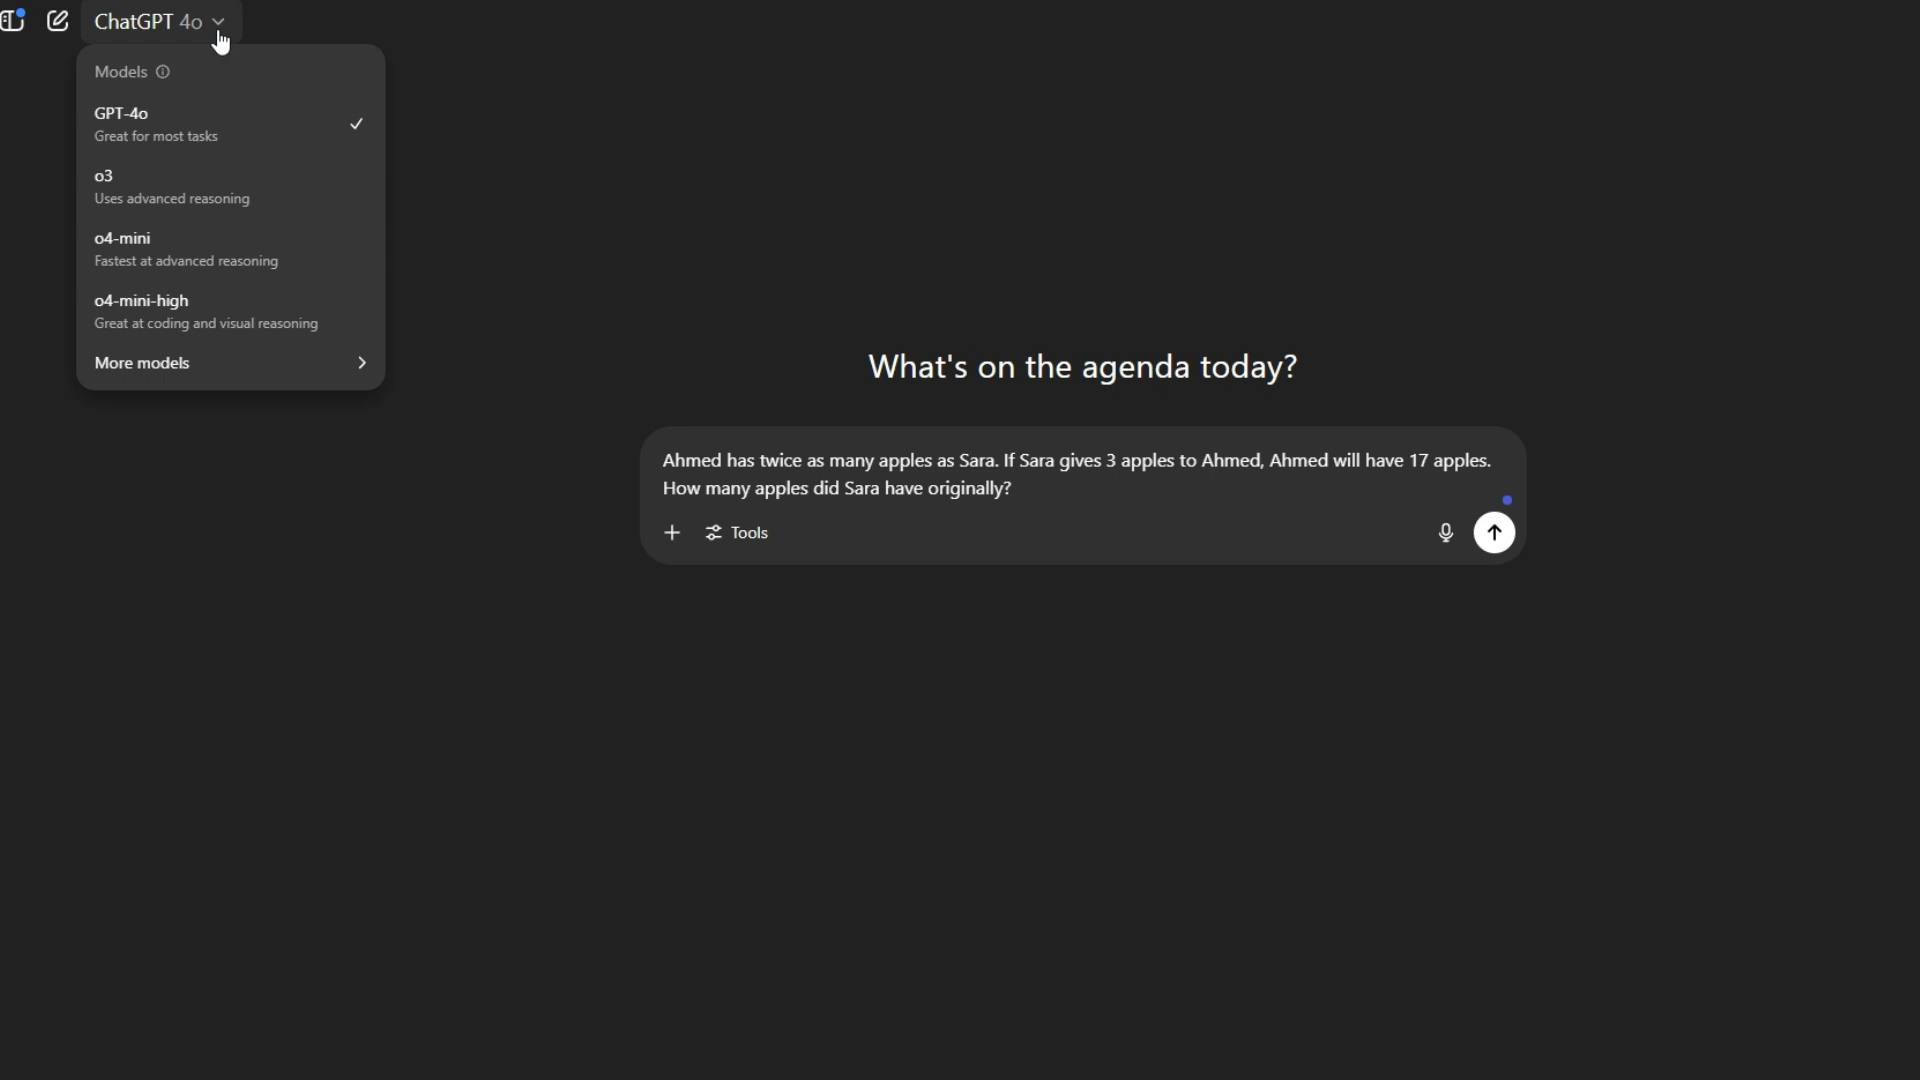 ChatGPT 4o
Models
GPT-4o
Great for most tasks
o3
Uses advanced reasoning
o4-mini
Fastest at advanced reasoning
o4-mini-high
Great at coding and visual reasoning
More models
What's on the agenda today?
Ahmed has twice as many apples as Sara. If Sara gives 3 apples to Ahmed, Ahmed will have 17 apples.
How many apples did Sara have originally?
Tools